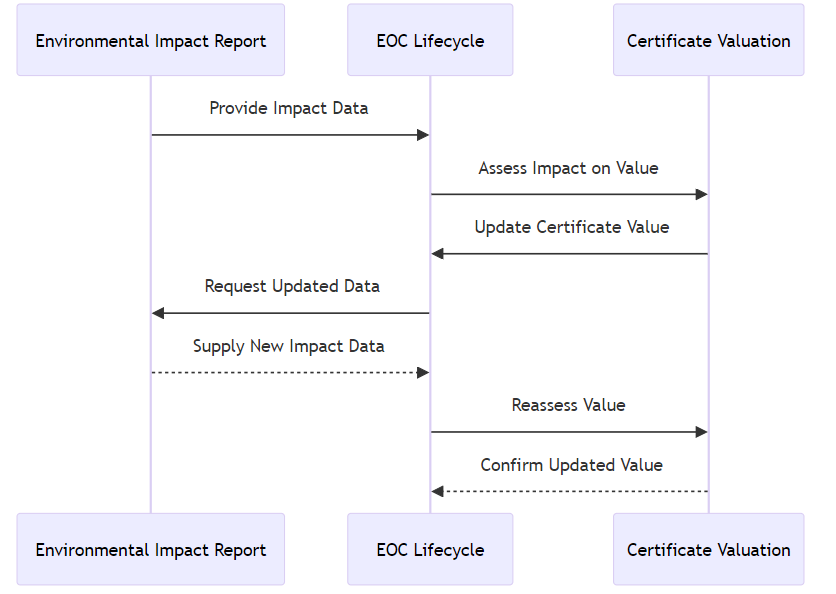 Environmental Impact Report
EOC Lifecycle
Certificate Valuation
Provide Impact Data
Assess Impact on Value
Update Certificate Value
Request Updated Data
Supply New Impact Data
Reassess Value
Confirm Updated Value
Environmental Impact Report
EOC Lifecycle
Certificate Valuation